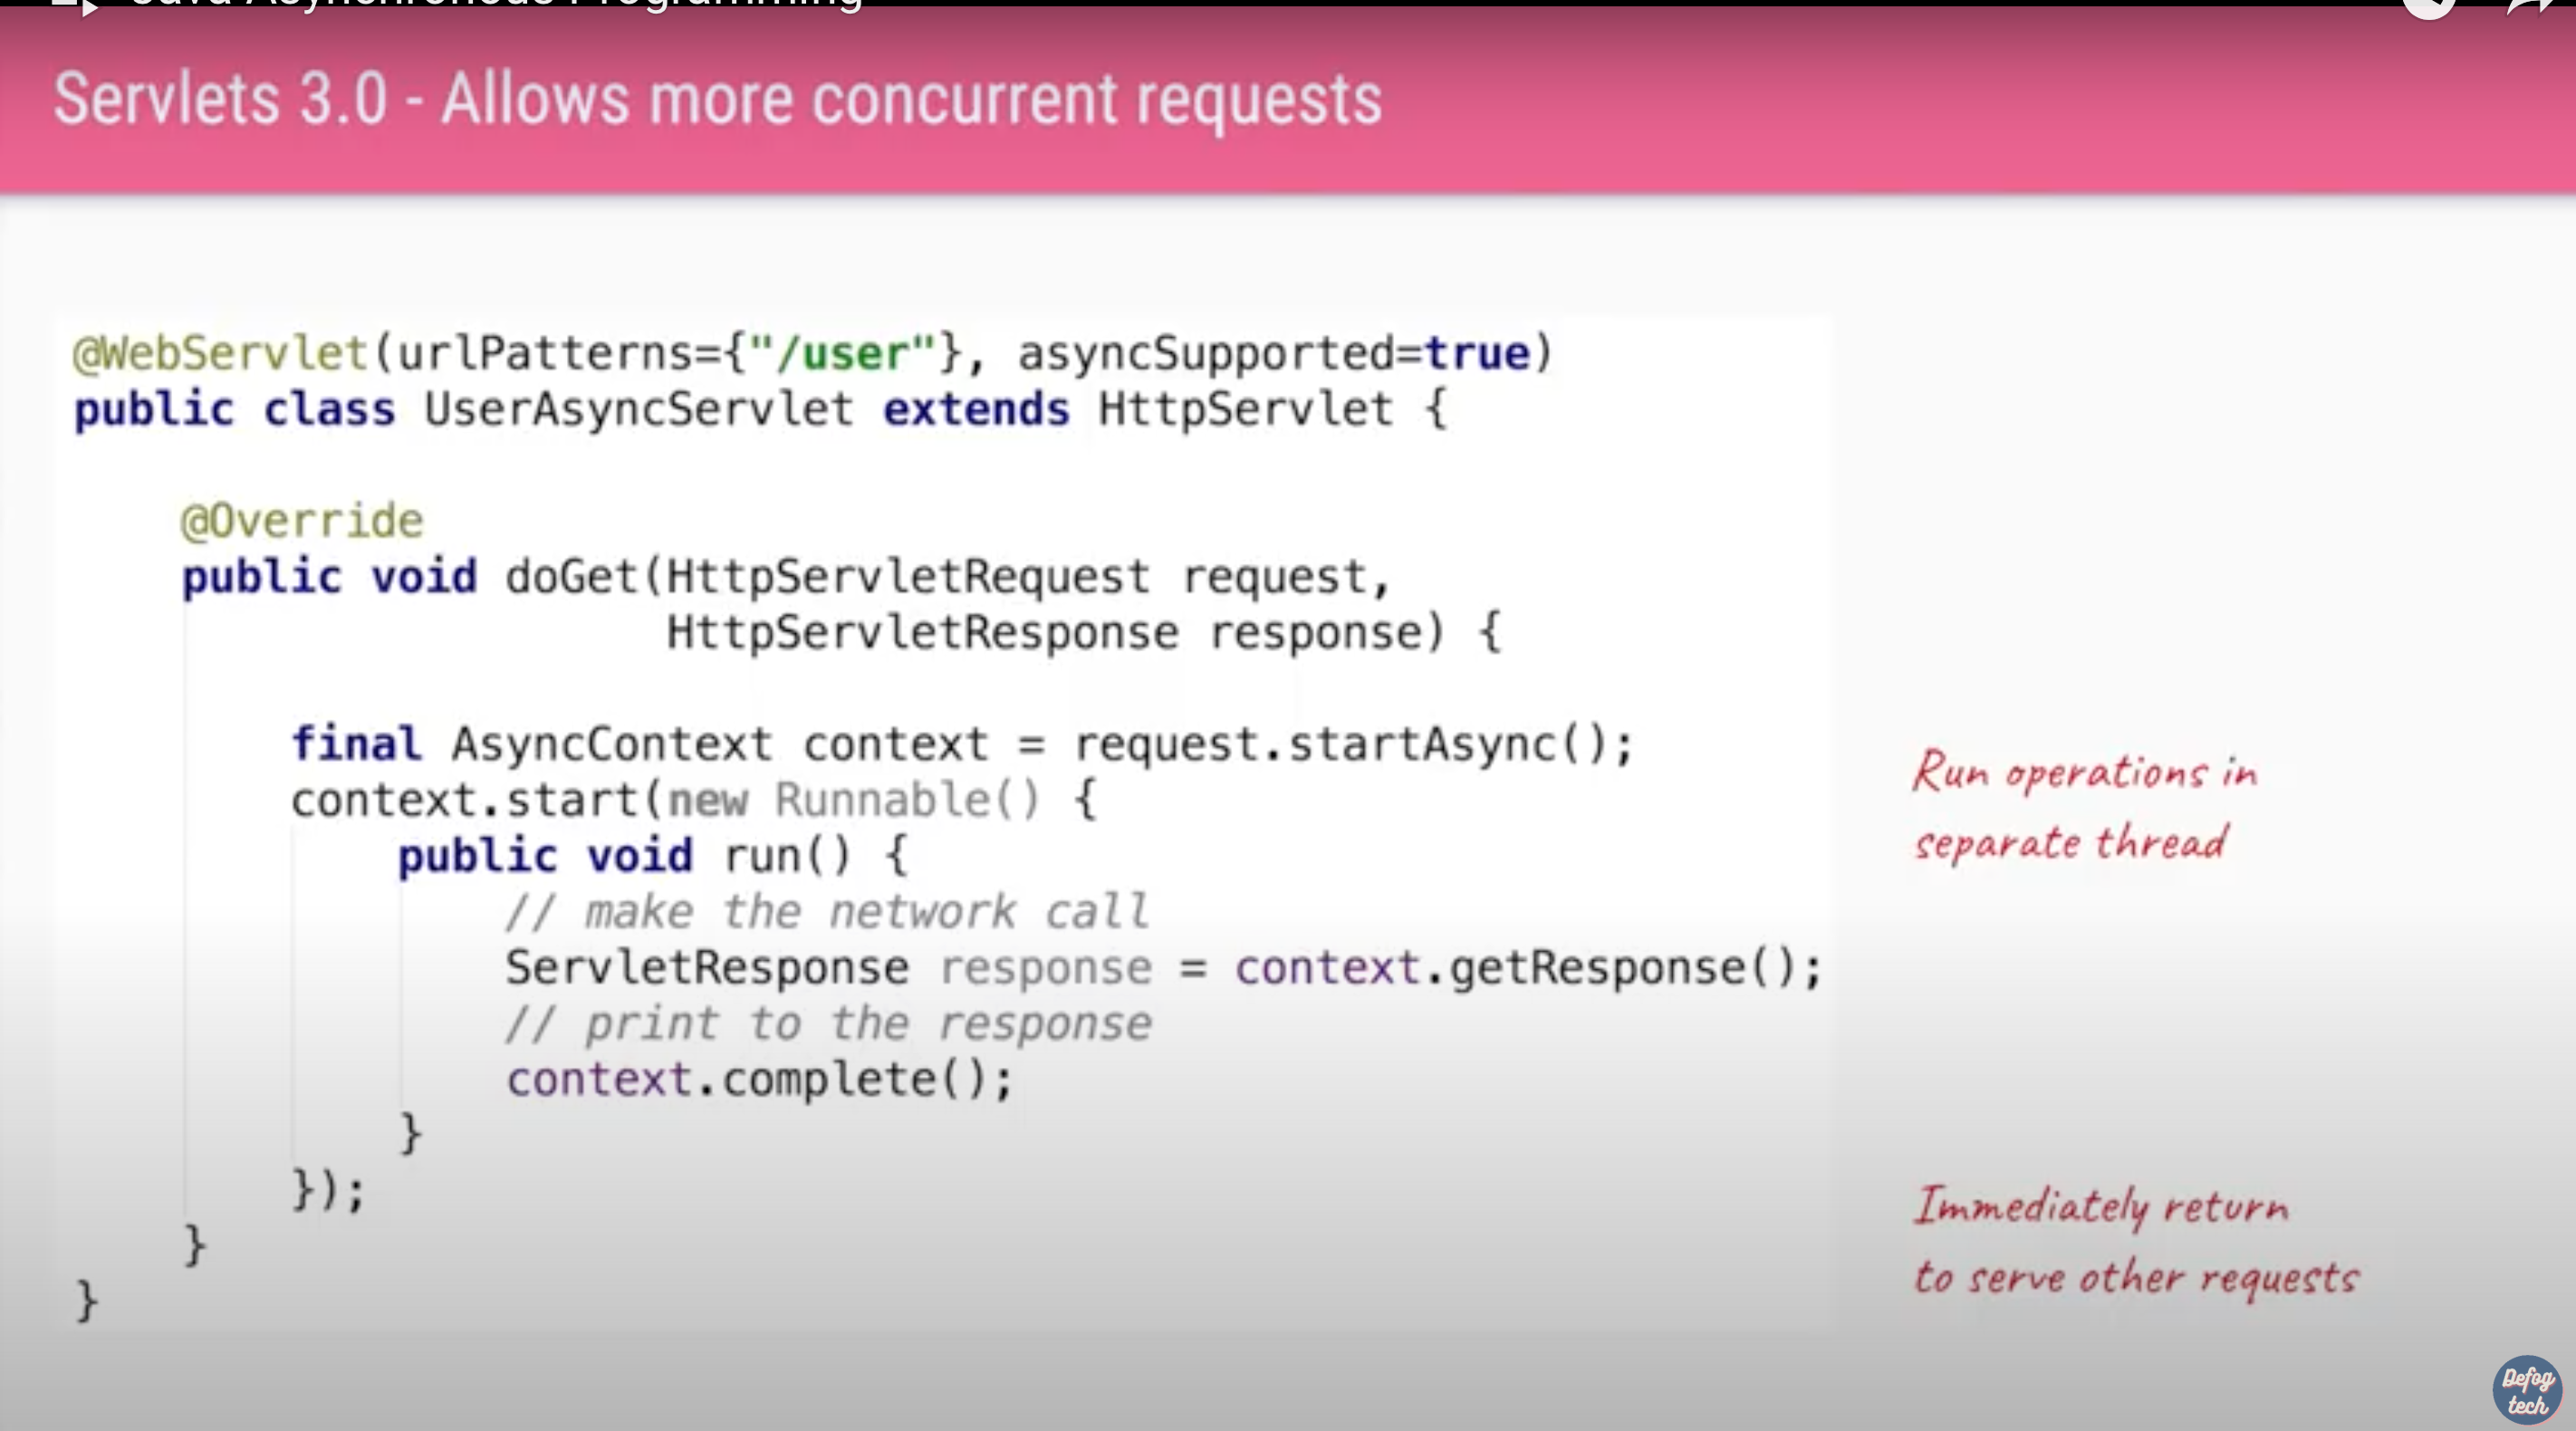 Java Asynchronous Programming
Servlets 3.0 - Allows more concurrent requests
@WebServlet(urlPatterns={"/user"}, asyncSupported=true)
public class UserAsyncServlet extends HttpServlet {
@Override
public void doGet(HttpServletRequest request,
HttpServletResponse response) {
final AsyncContext context = request.startAsync();
context.start(new Runnable() {
public void run() {
// make the network call
ServletResponse response = context.getResponse();
// print to the response
context.complete();
}
});
}
}
Run operations in
separate thread
Immediately return
to serve other requests
Defog
tech